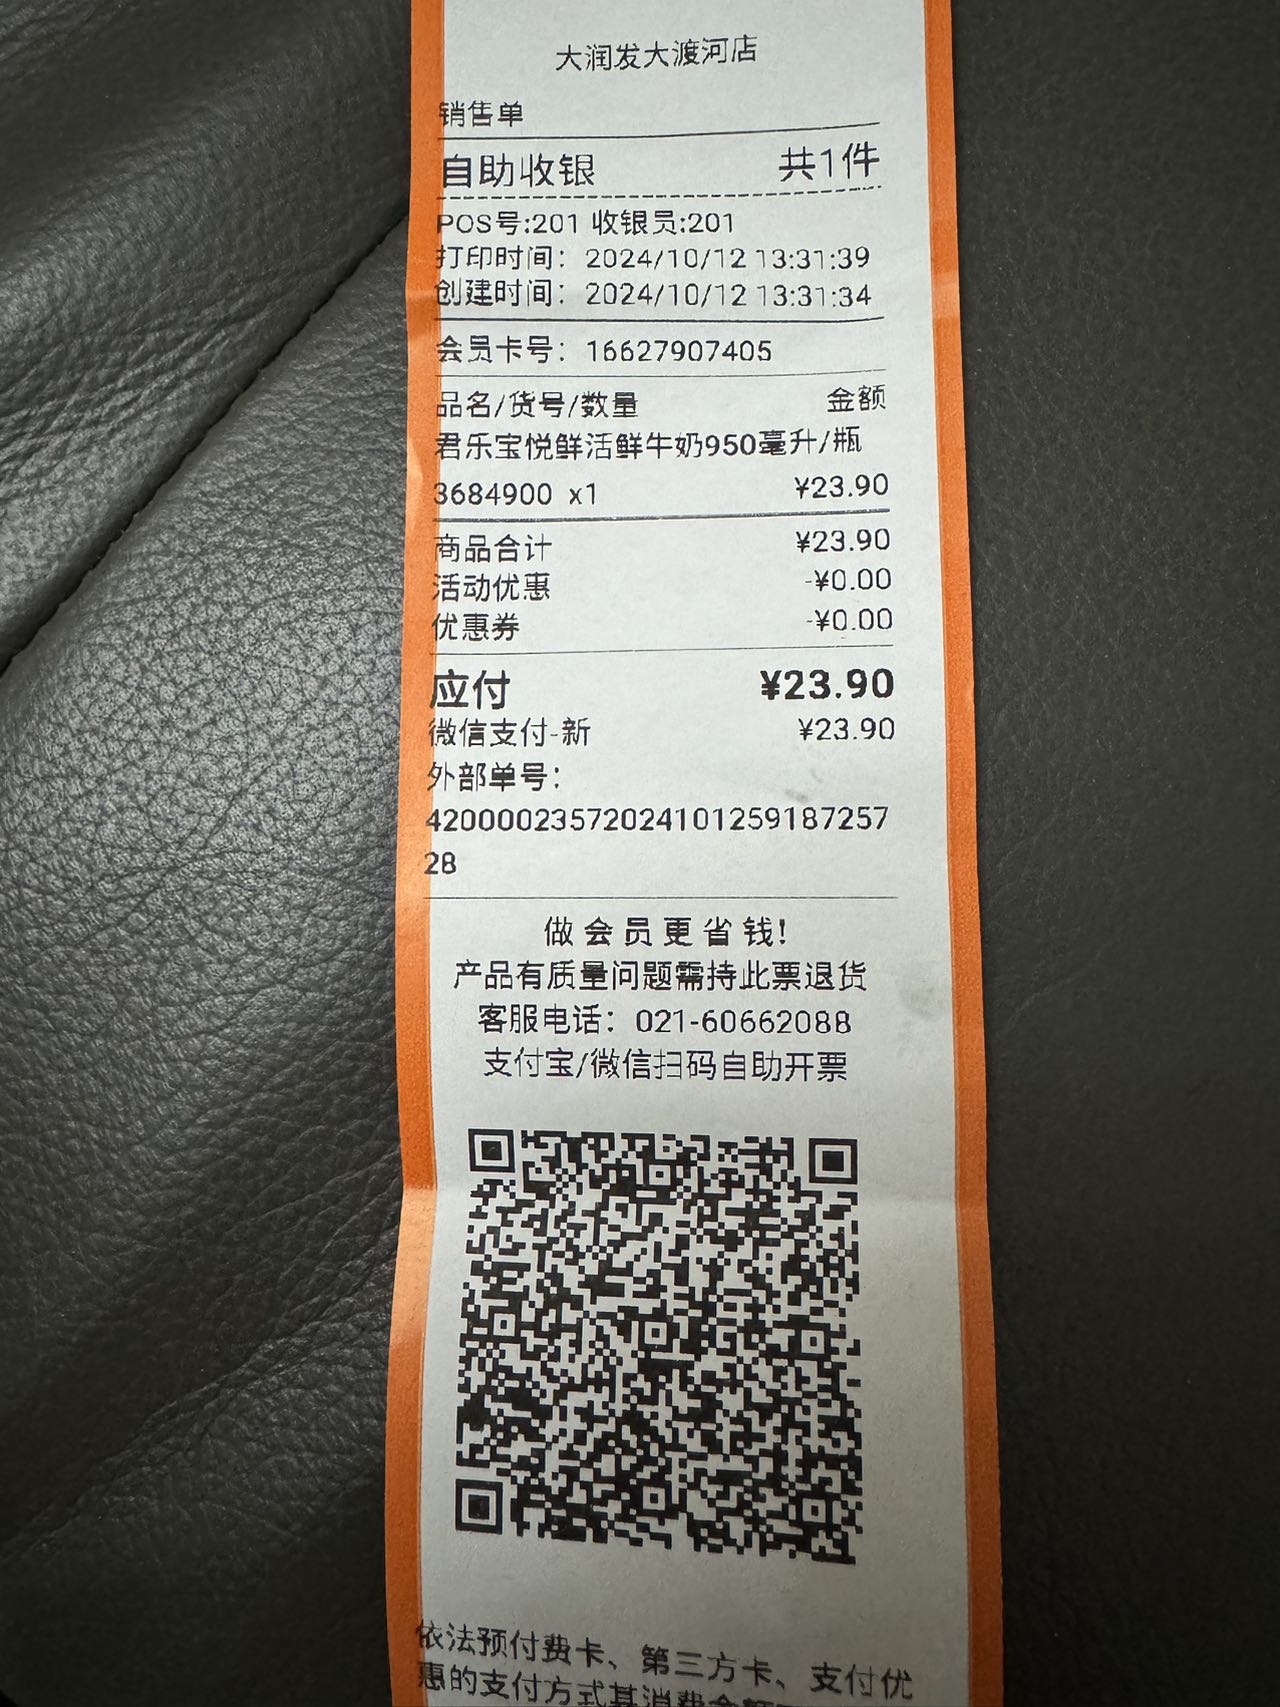 大润发大渡河店
销售单
自助收银 共1件
POS号:201 收银员:201
打印时间：2024/10/12 13:31:39
创建时间：2024/10/12 13:31:34
会员卡号：16627907405
品名/货号/数量 金额
君乐宝悦鲜活鲜牛奶950毫升/瓶
3684900 x1 ¥23.90
商品合计 ¥23.90
活动优惠 -¥0.00
优惠券 -¥0.00
应付 ¥23.90
微信支付-新 ¥23.90
外部单号：
42000023572024101259187257
28
做会员更省钱!
产品有质量问题需持此票退货
客服电话：021-60662088
支付宝/微信扫码自助开票
依法预付费卡、第三方卡、支付优
惠的支付方式其消费金额